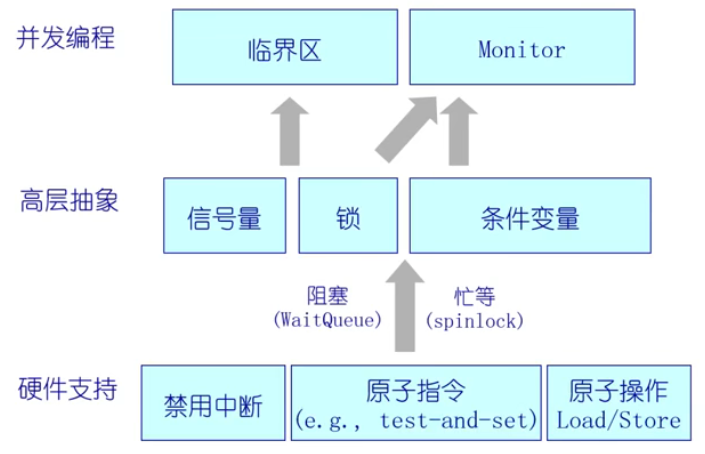 并发编程
临界区
Monitor
高层抽象
信号量
锁
条件变量
阻塞
(WaitQueue)
忙等
(spinlock)
硬件支持
禁用中断
原子指令
(e.g., test-and-set)
原子操作
Load/Store